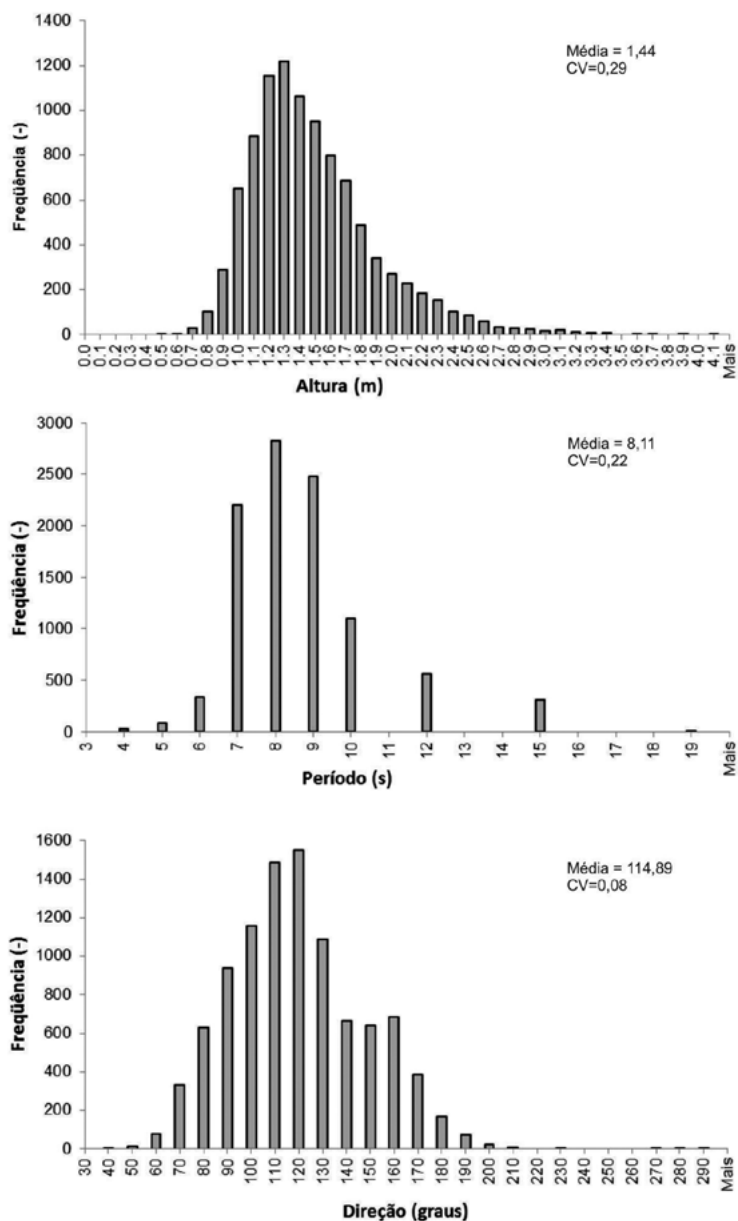 1400
1200
1000
800
600
400
200
0
Freqüência (-)
Média = 1,44
CV=0,29
0.0 0.1 0.2 0.3 0.4 0.5 0.6 0.7 0.8 0.9 1.0 1.1 1.2 1.3 1.4 1.5 1.6 1.7 1.8 1.9 2.0 2.1 2.2 2.3 2.4 2.5 2.6 2.7 2.8 2.9 3.0 3.1 3.2 3.3 3.4 3.5 3.6 3.7 3.8 3.9 4.0 4.1 Mais
Altura (m)
3000
2500
2000
1500
1000
500
0
Freqüência (-)
Média = 8,11
CV=0,22
3 4 5 6 7 8 9 10 11 12 13 14 15 16 17 18 19 Mais
Período (s)
1600
1400
1200
1000
800
600
400
200
0
Freqüência (-)
Média = 114,89
CV=0,08
30 40 50 60 70 80 90 100 110 120 130 140 150 160 170 180 190 200 210 220 230 240 250 260 270 280 290 Mais
Direção (graus)